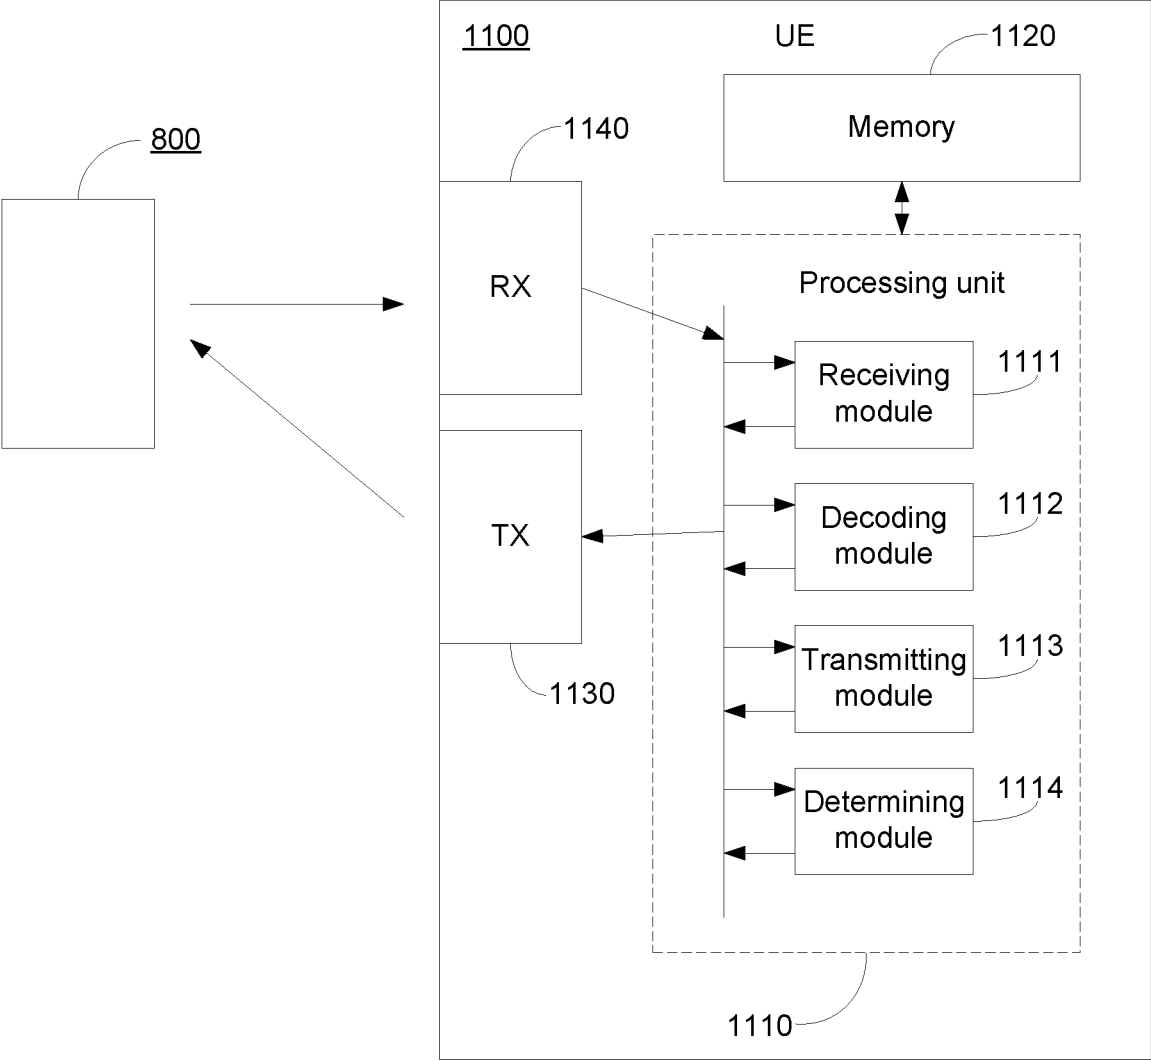 1100
UE
1120
Memory
1140
800
RX
Processing unit
1111
Receiving
module
1112
Decoding
module
TX
1113
Transmitting
module
1130
1114
Determining
module
1110